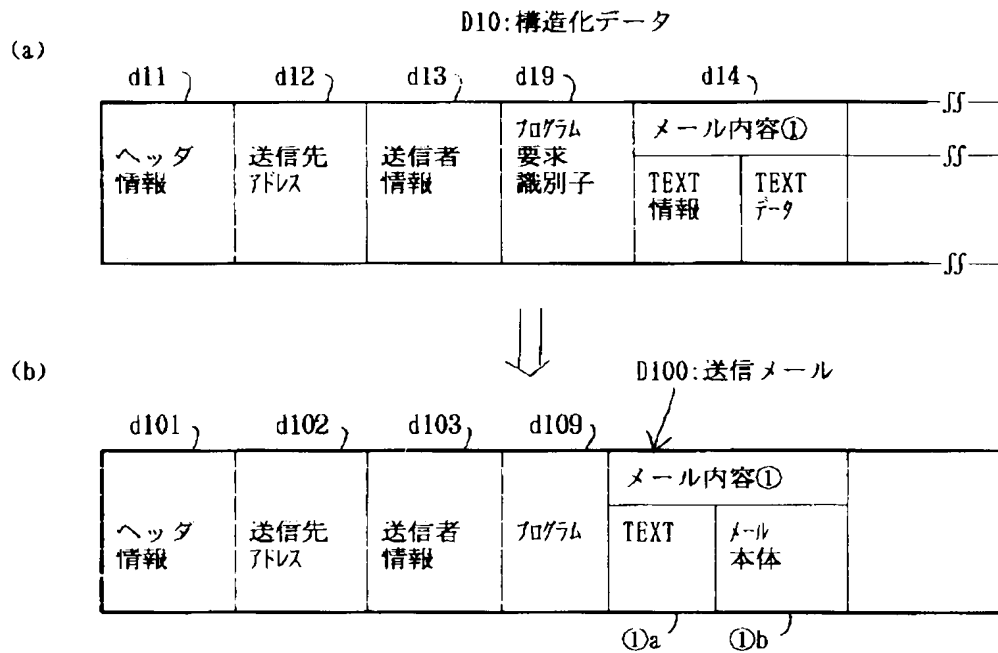 D10:構造化データ
(a)
d11 d12 d13 d19 d14
ヘッダ
情報
送信先
アドレス
送信者
情報
プログラム
要求
識別子
メール内容①
TEXT
情報
TEXT
データ
(b)
D100:送信メール
d101 d102 d103 d109
ヘッダ
情報
送信先
アドレス
送信者
情報
プログラム
メール内容①
TEXT
メール
本体
①a ①b